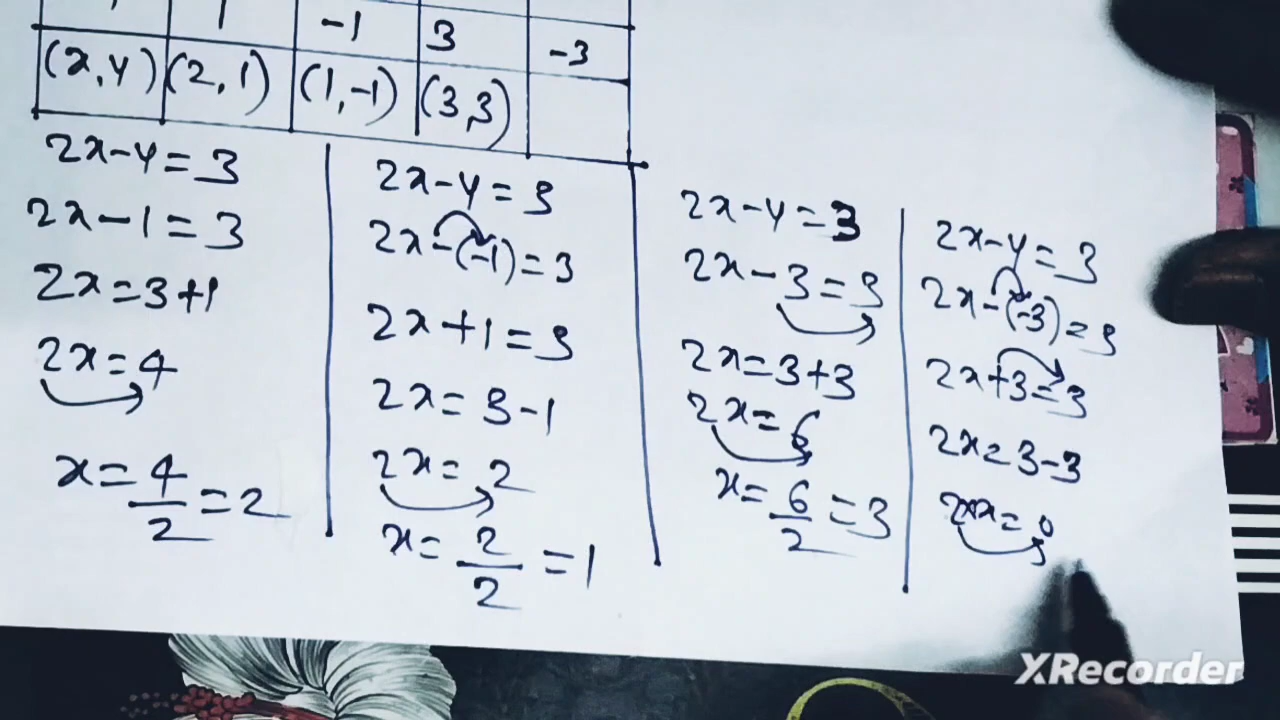 1 -1 3 -3
(x,y) (2,1) (1,-1) (3,3)
2x-y=3
2x-1=3
2x=3+1
2x=4
x=4/2=2
2x-y=3
2x-(-1)=3
2x+1=3
2x=3-1
2x=2
x=2/2=1
2x-y=3
2x-3=3
2x=3+3
2x=6
x=6/2=3
2x-y=3
2x-(-3)=3
2x+3=3
2x=3-3
2x=0
XRecorder